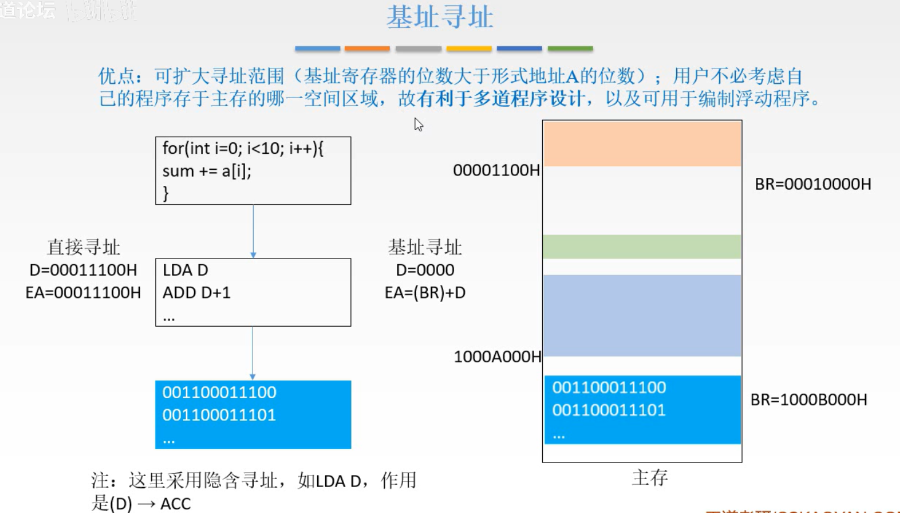 道论坛
基址寻址
优点：可扩大寻址范围（基址寄存器的位数大于形式地址A的位数）；用户不必考虑自
己的程序存于主存的哪一空间区域，故有利于多道程序设计，以及可用于编制浮动程序。
for(int i=0; i<10; i++){
sum += a[i];
}
直接寻址
D=00011100H
EA=00011100H
LDA D
ADD D+1
...
基址寻址
D=0000
EA=(BR)+D
001100011100
001100011101
...
00001100H
BR=00010000H
1000A000H
001100011100
001100011101
...
BR=1000B000H
主存
注：这里采用隐含寻址，如LDA D，作用
是(D) → ACC